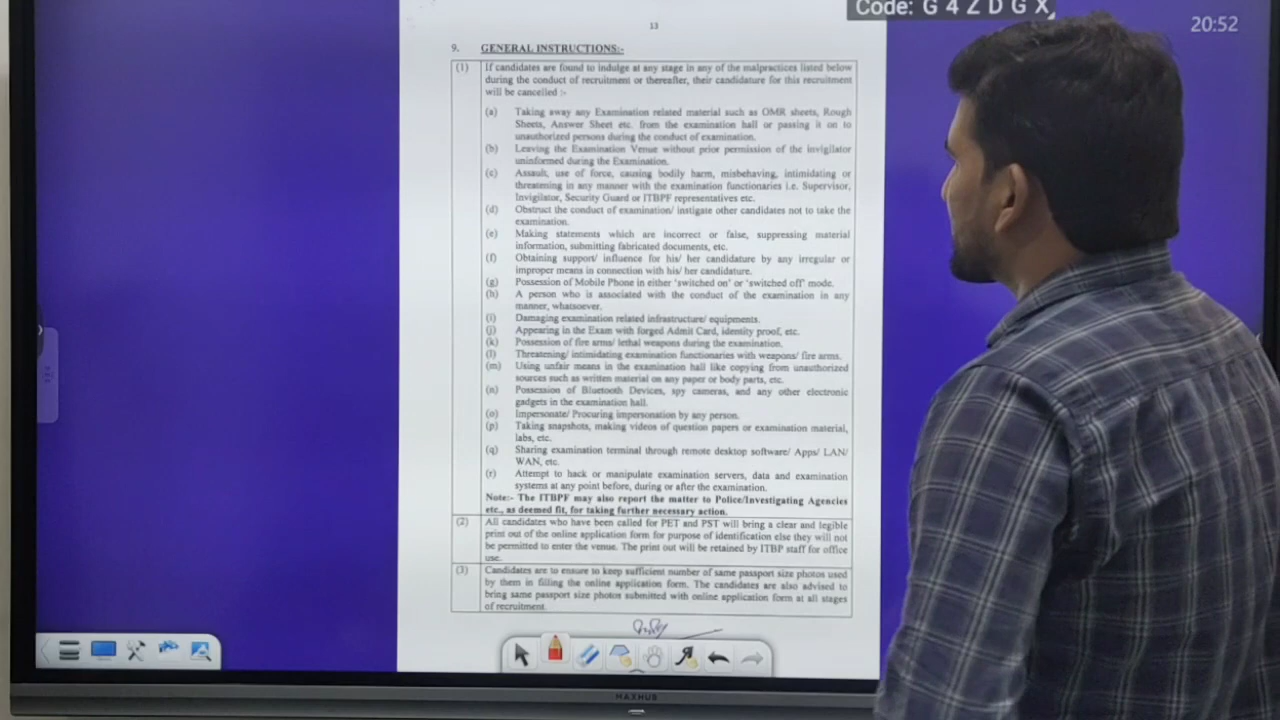 Code: G 4 Z D G X
20:52
13
9. GENERAL INSTRUCTIONS:-
(1) If candidates are found to indulge at any stage in any of the malpractices listed below
during the conduct of recruitment or thereafter, their candidature for this recruitment
will be cancelled :-
(a) Taking away any Examination related material such as OMR sheets, Rough
Sheets, Answer Sheet etc. from the examination hall or passing it on to
unauthorized persons during the conduct of examination.
(b) Leaving the Examination Venue without prior permission of the invigilator
uninformed during the Examination.
(c) Assault, use of force, causing bodily harm, misbehaving, intimidating or
threatening in any manner with the examination functionaries i.e. Supervisor,
Invigilator, Security Guard or ITBPF representatives etc.
(d) Obstruct the conduct of examination/ instigate other candidates not to take the
examination.
(e) Making statements which are incorrect or false, suppressing material
information, submitting fabricated documents, etc.
(f) Obtaining support/ influence for his/ her candidature by any irregular or
improper means in connection with his/ her candidature.
(g) Possession of Mobile Phone in either 'switched on' or 'switched off' mode.
(h) A person who is associated with the conduct of the examination in any
manner, whatsoever.
(i) Damaging examination related infrastructure/ equipments.
(j) Appearing in the Exam with forged Admit Card, identity proof, etc.
(k) Possession of fire arms/ lethal weapons during the examination.
(l) Threatening/ intimidating examination functionaries with weapons/ fire arms.
(m) Using unfair means in the examination hall like copying from unauthorized
sources such as written material on any paper or body parts, etc.
(n) Possession of Bluetooth Devices, spy cameras, and any other electronic
gadgets in the examination hall.
(o) Impersonate/ Procuring impersonation by any person.
(p) Taking snapshots, making videos of question papers or examination material,
labs, etc.
(q) Sharing examination terminal through remote desktop software/ Apps/ LAN/
WAN, etc.
(r) Attempt to hack or manipulate examination servers, data and examination
systems at any point before, during or after the examination.
Note:- The ITBPF may also report the matter to Police/Investigating Agencies
etc., as deemed fit, for taking further necessary action.
(2) All candidates who have been called for PET and PST will bring a clear and legible
print out of the online application form for purpose of identification else they will not
be permitted to enter the venue. The print out will be retained by ITBP staff for office
use.
(3) Candidates are to ensure to keep sufficient number of same passport size photos used
by them in filling the online application form. The candidates are also advised to
bring same passport size photos submitted with online application form at all stages
of recruitment.
MAXHUB